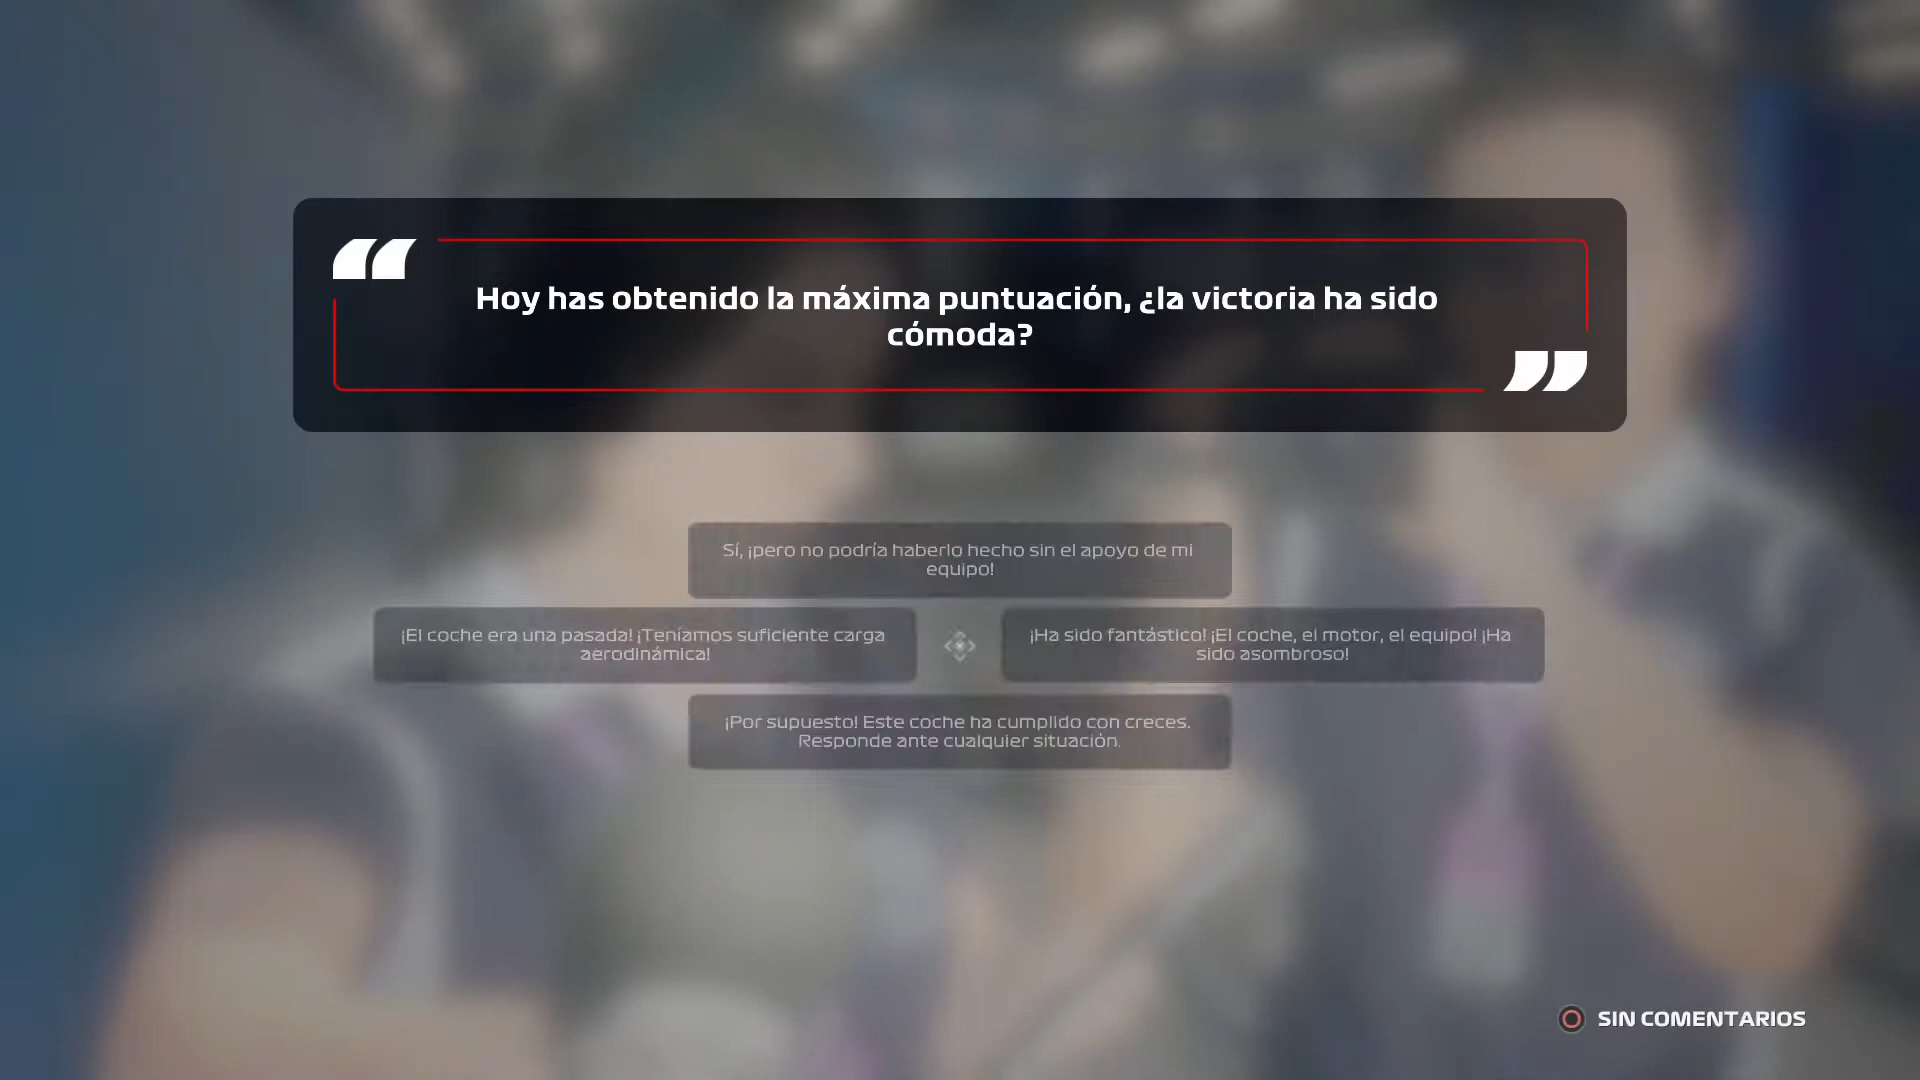 Hoy has obtenido la máxima puntuación, ¿la victoria ha sido
cómoda?
Sí, ¡pero no podría haberlo hecho sin el apoyo de mi
equipo!
¡El coche era una pasada! ¡Teníamos suficiente carga
aerodinámica!
¡Ha sido fantástico! ¡El coche, el motor, el equipo! ¡Ha
sido asombroso!
¡Por supuesto! Este coche ha cumplido con creces.
Responde ante cualquier situación.
SIN COMENTARIOS